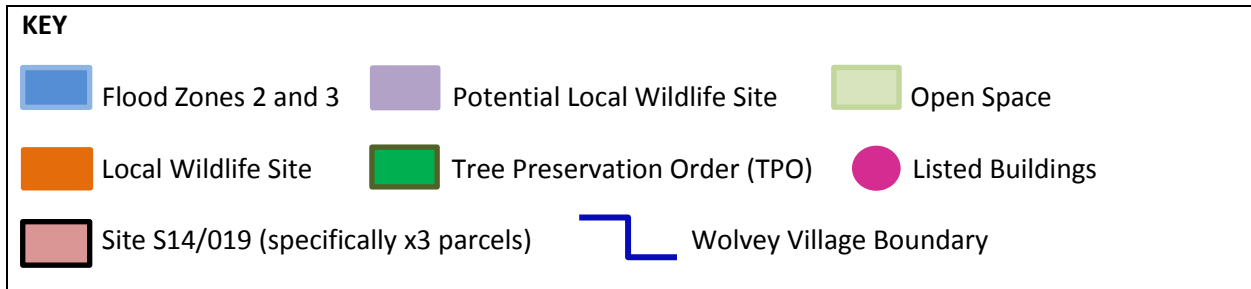 KEY
Flood Zones 2 and 3 Potential Local Wildlife Site Open Space
Local Wildlife Site Tree Preservation Order (TPO) Listed Buildings
Site S14/019 (specifically x3 parcels) Wolvey Village Boundary